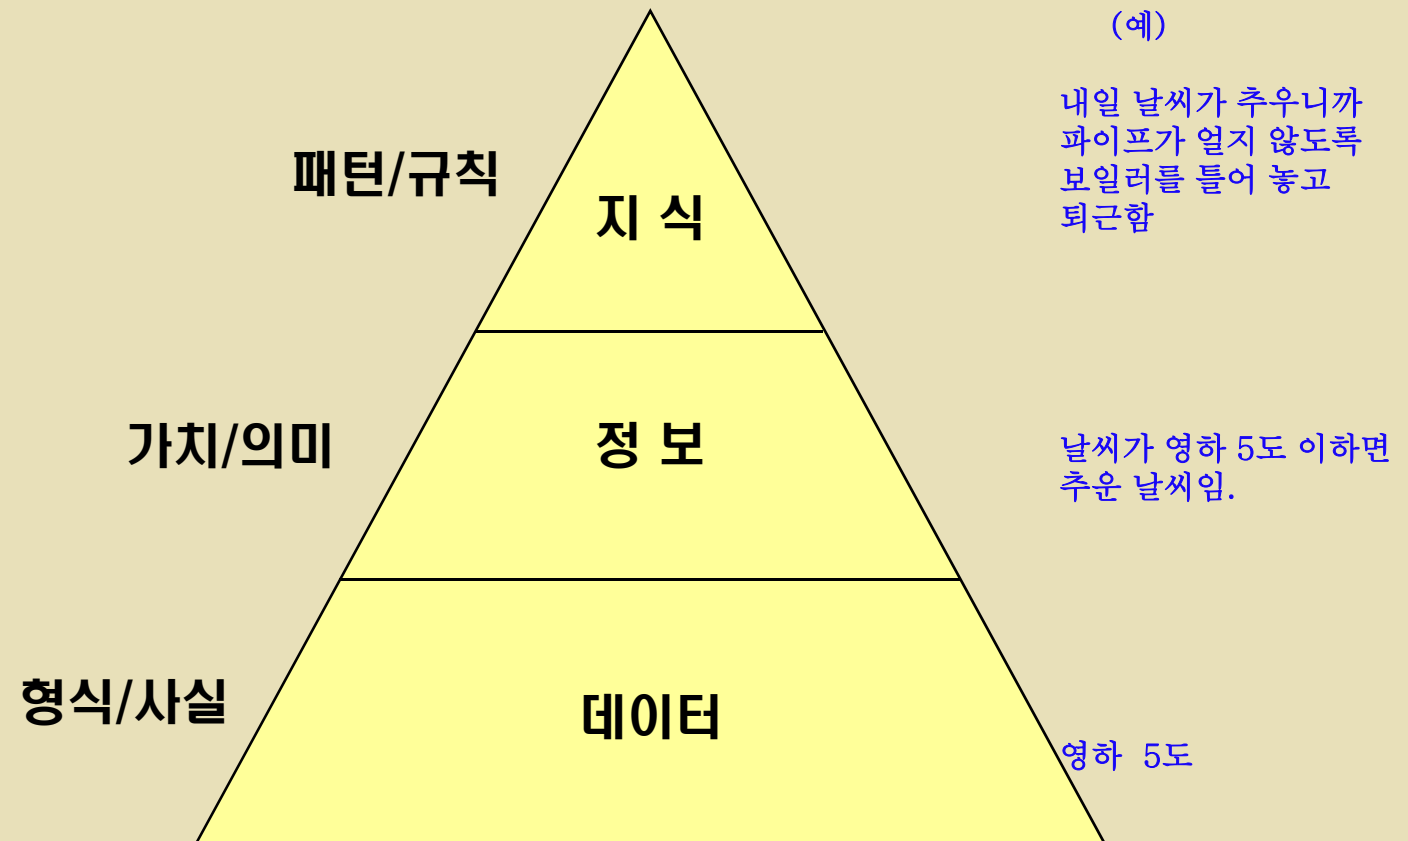 (예)
내일 날씨가 추우니까
파이프가 얼지 않도록
보일러를 틀어 놓고
퇴근함
패턴/규칙
지 식
가치/의미
정 보
날씨가 영하 5도 이하면
추운 날씨임.
형식/사실
데이터
영하 5도